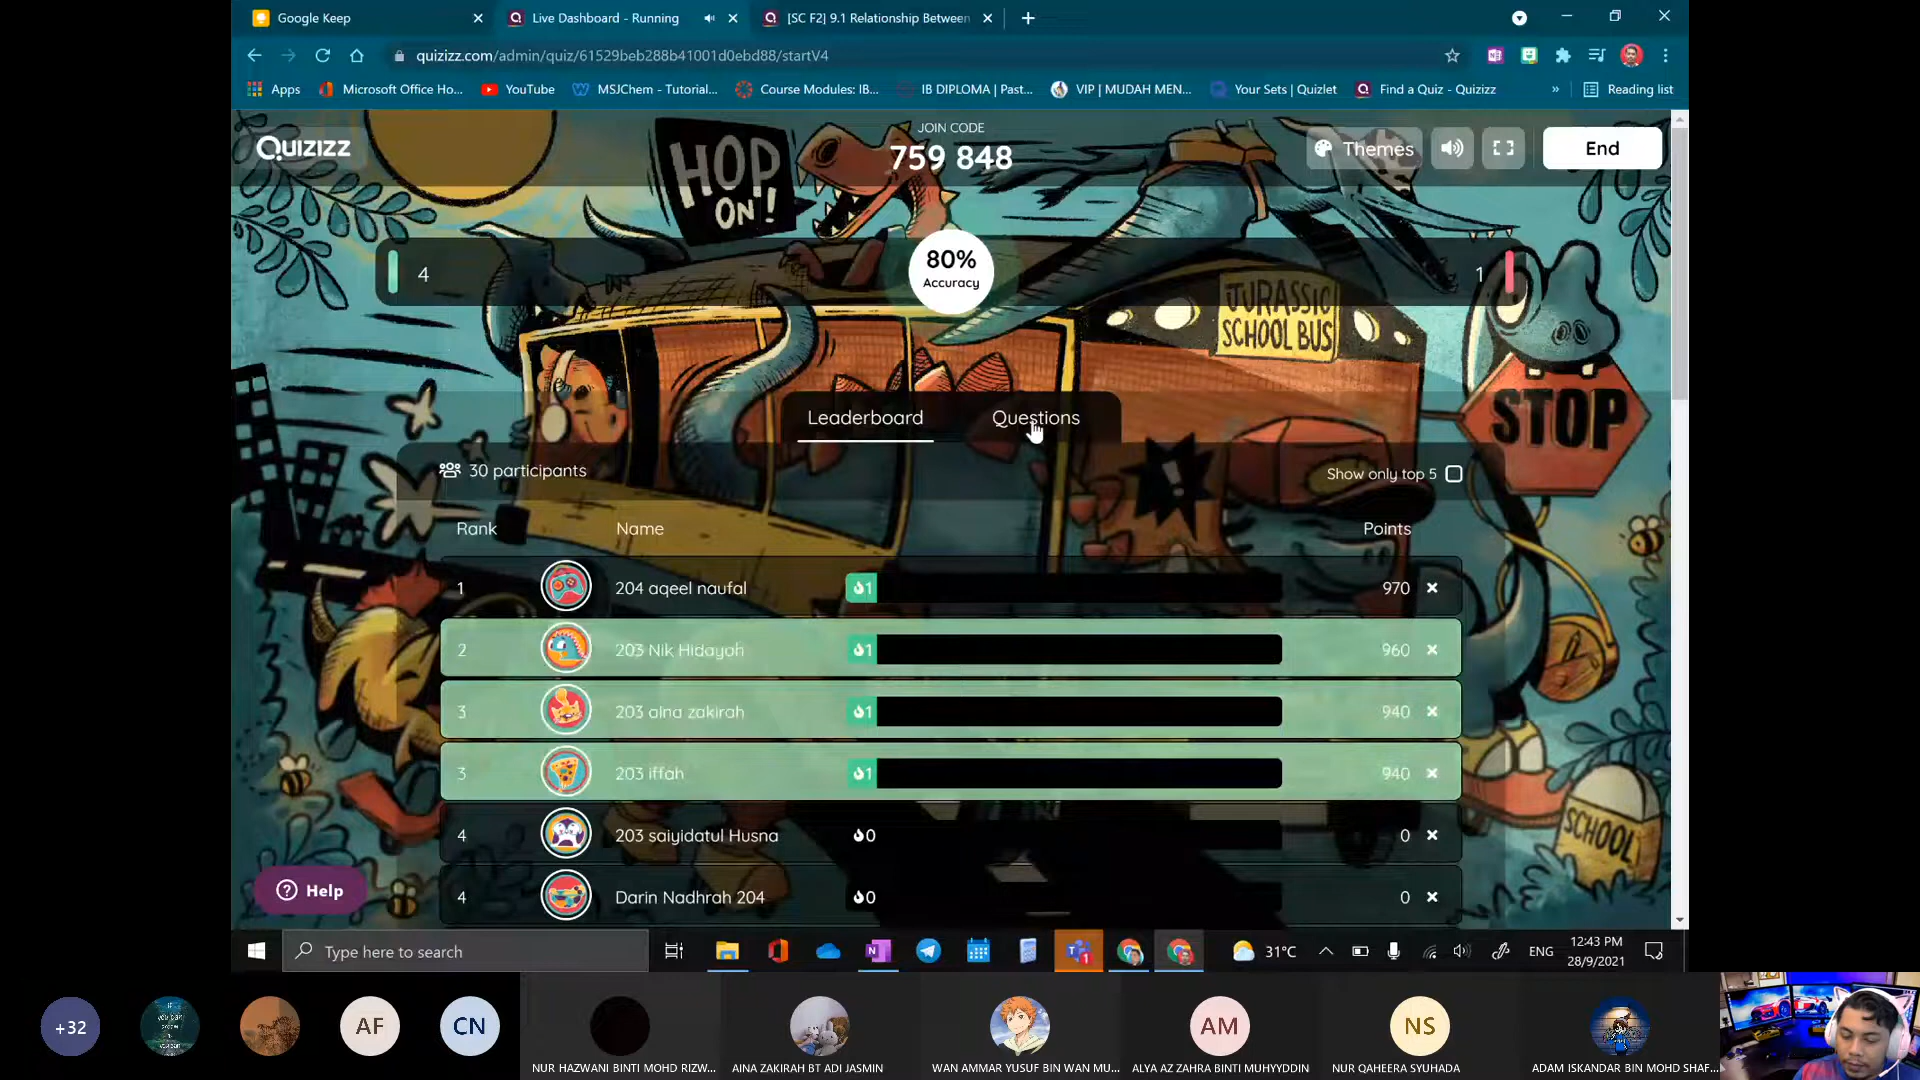 Google Keep
Live Dashboard - Running
[SC F2] 9.1 Relationship Between
quizizz.com/admin/quiz/61529beb288b41001d0ebd88/startV4
Apps
Microsoft Office Ho...
YouTube
MSJChem - Tutorial...
Course Modules: IB...
IB DIPLOMA | Past...
VIP | MUDAH MEN...
Your Sets | Quizlet
Find a Quiz - Quizizz
»
Reading list
Quizizz
HOP
ON!
JOIN CODE
759 848
Themes
End
4
80%
Accuracy
1
JURASSIC
SCHOOL BUS
STOP
Leaderboard
Questions
30 participants
Show only top 5
Rank Name Points
1 204 aqeel naufal 1 970
2 203 Nik Hidayah 1 960
3 203 aina zakirah 1 940
3 203 iffah 1 940
4 203 saiyidatul Husna 0 0
4 Darin Nadhrah 204 0 0
SCHOOL
Help
Type here to search
31°C
ENG
12:43 PM
28/9/2021
+32
AF
CN
AM
NS
NUR HAZWANI BINTI MOHD RIZW...
AINA ZAKIRAH BT ADI JASMIN
WAN AMMAR YUSUF BIN WAN MU...
ALYA AZ ZAHRA BINTI MUHYYDDIN
NUR QAHEERA SYUHADA
ADAM ISKANDAR BIN MOHD SHAF...